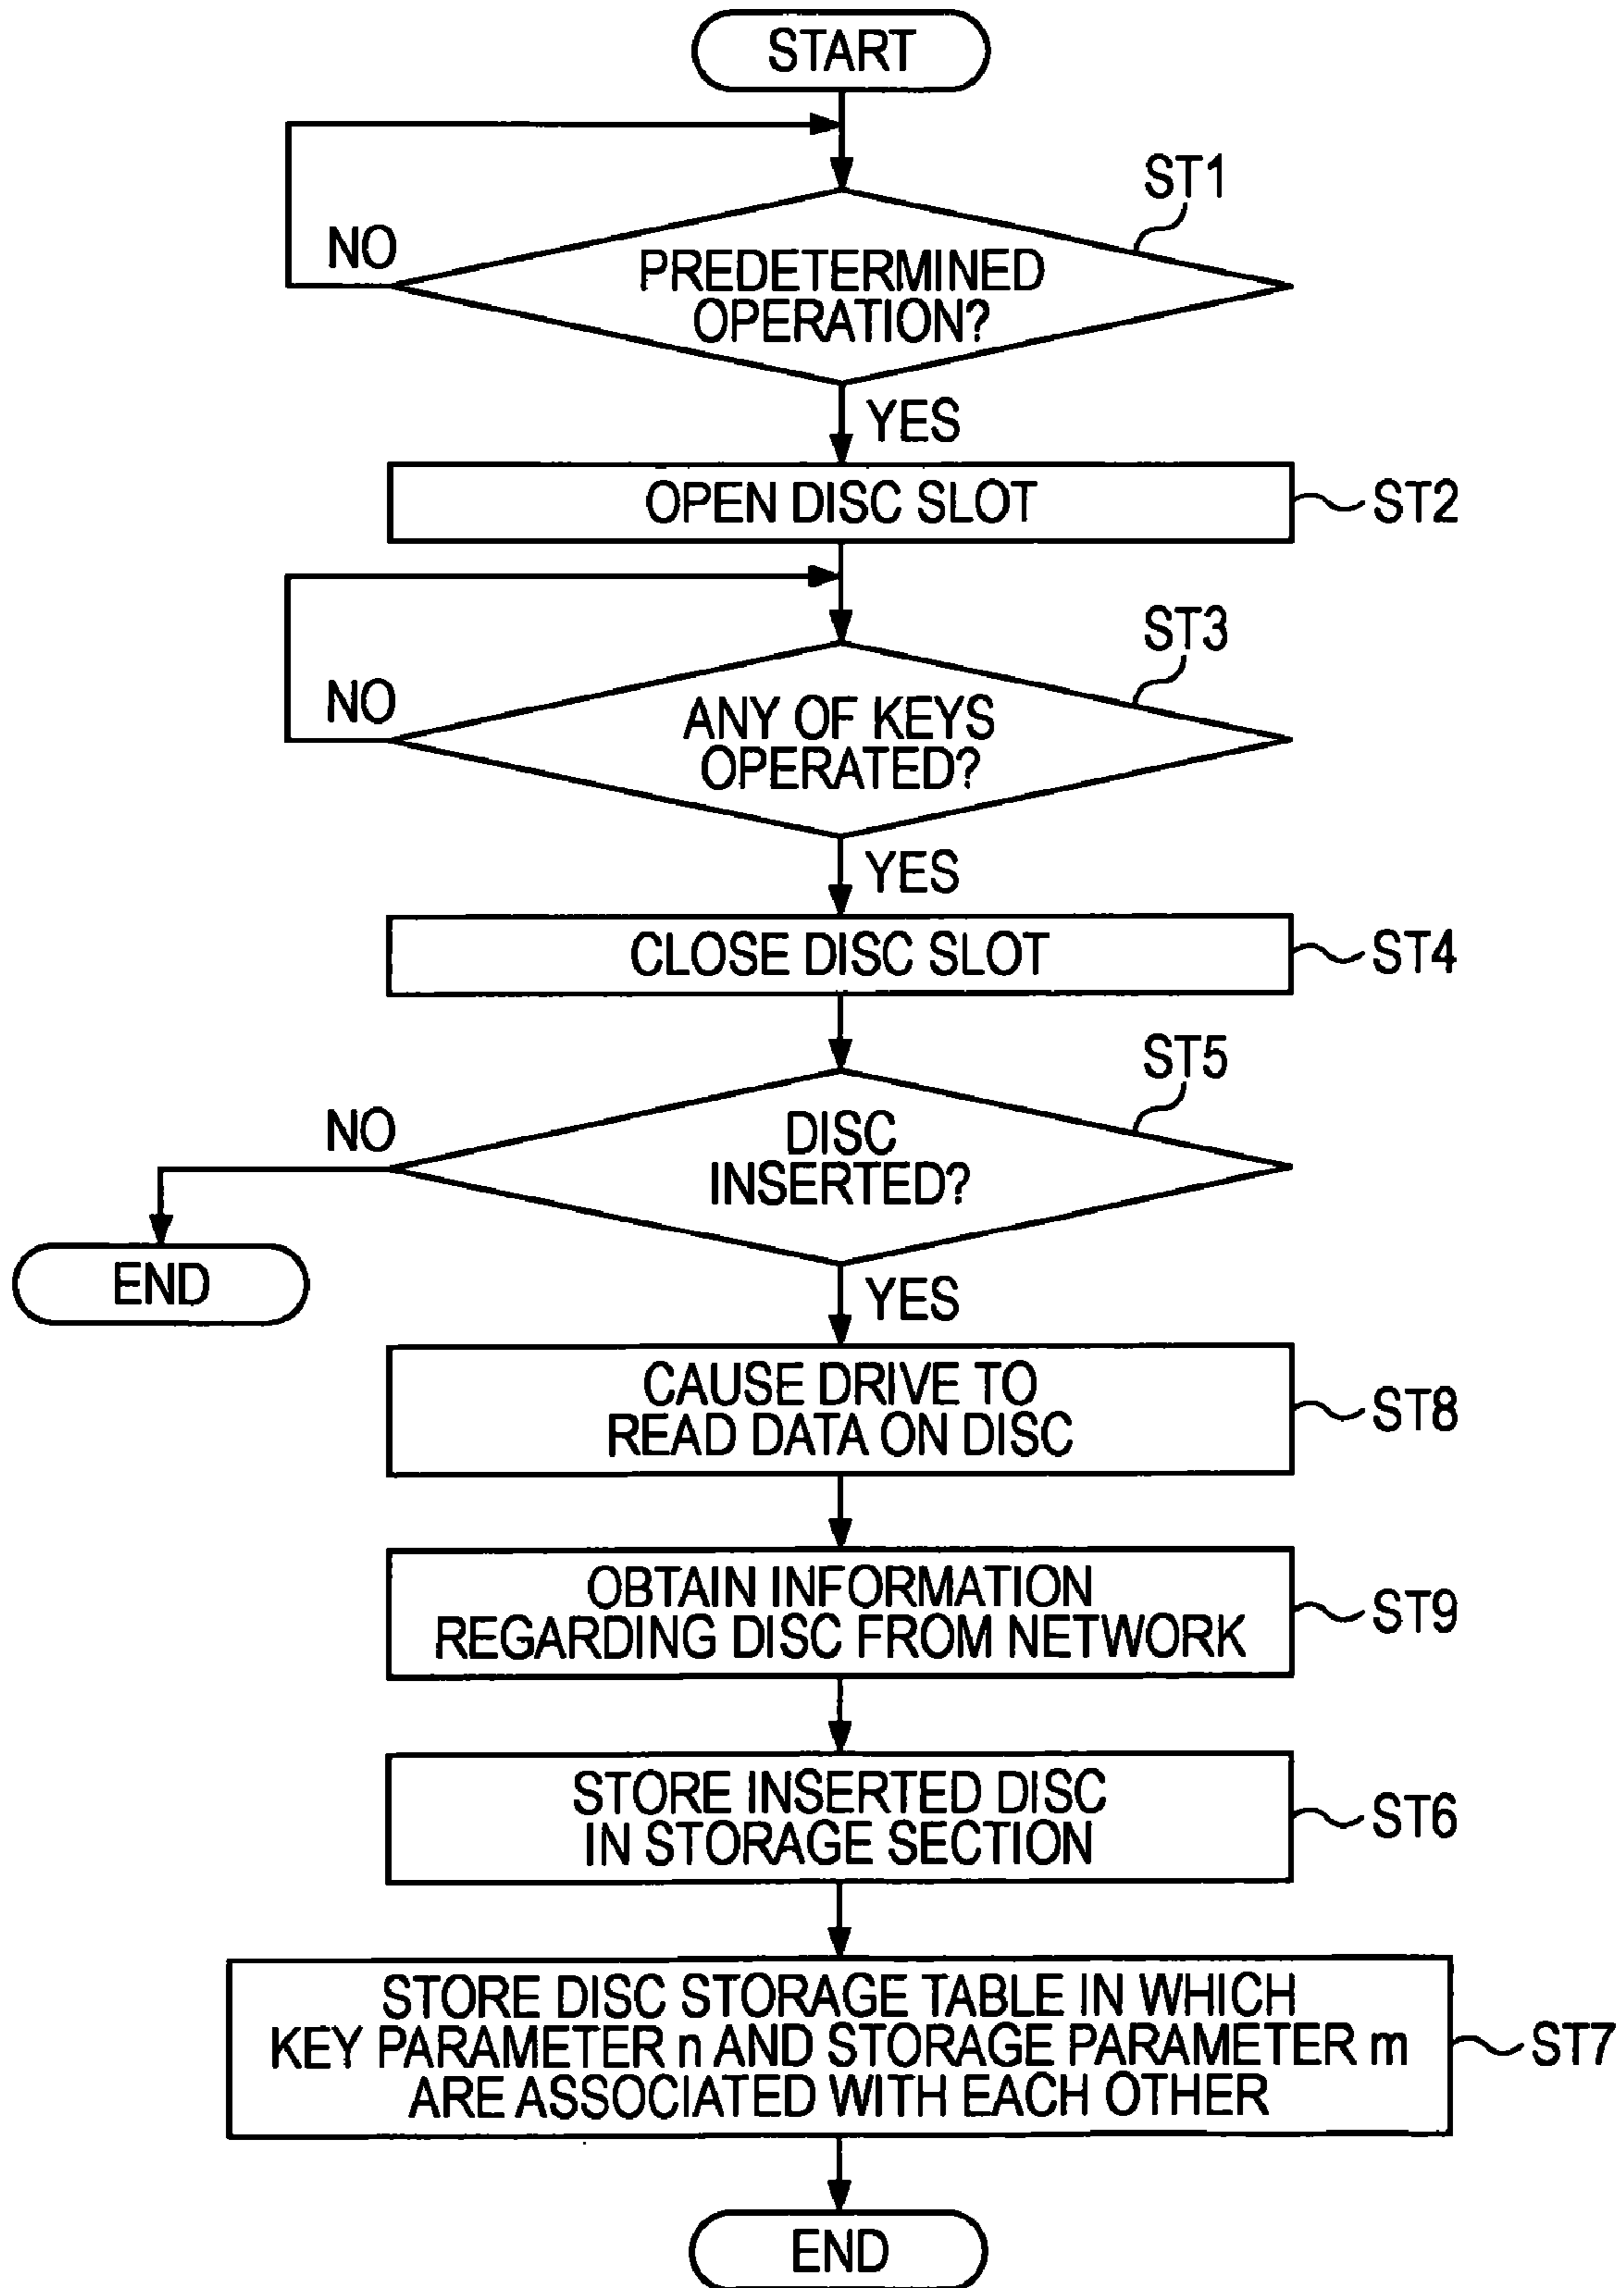 START
ST1
NO
PREDETERMINED
OPERATION?
YES
OPEN DISC SLOT
ST2
ST3
NO
ANY OF KEYS
OPERATED?
YES
CLOSE DISC SLOT
ST4
ST5
NO
DISC
INSERTED?
END
YES
CAUSE DRIVE TO
READ DATA ON DISC
ST8
OBTAIN INFORMATION
REGARDING DISC FROM NETWORK
ST9
STORE INSERTED DISC
IN STORAGE SECTION
ST6
STORE DISC STORAGE TABLE IN WHICH
KEY PARAMETER n AND STORAGE PARAMETER m
ARE ASSOCIATED WITH EACH OTHER
ST7
END